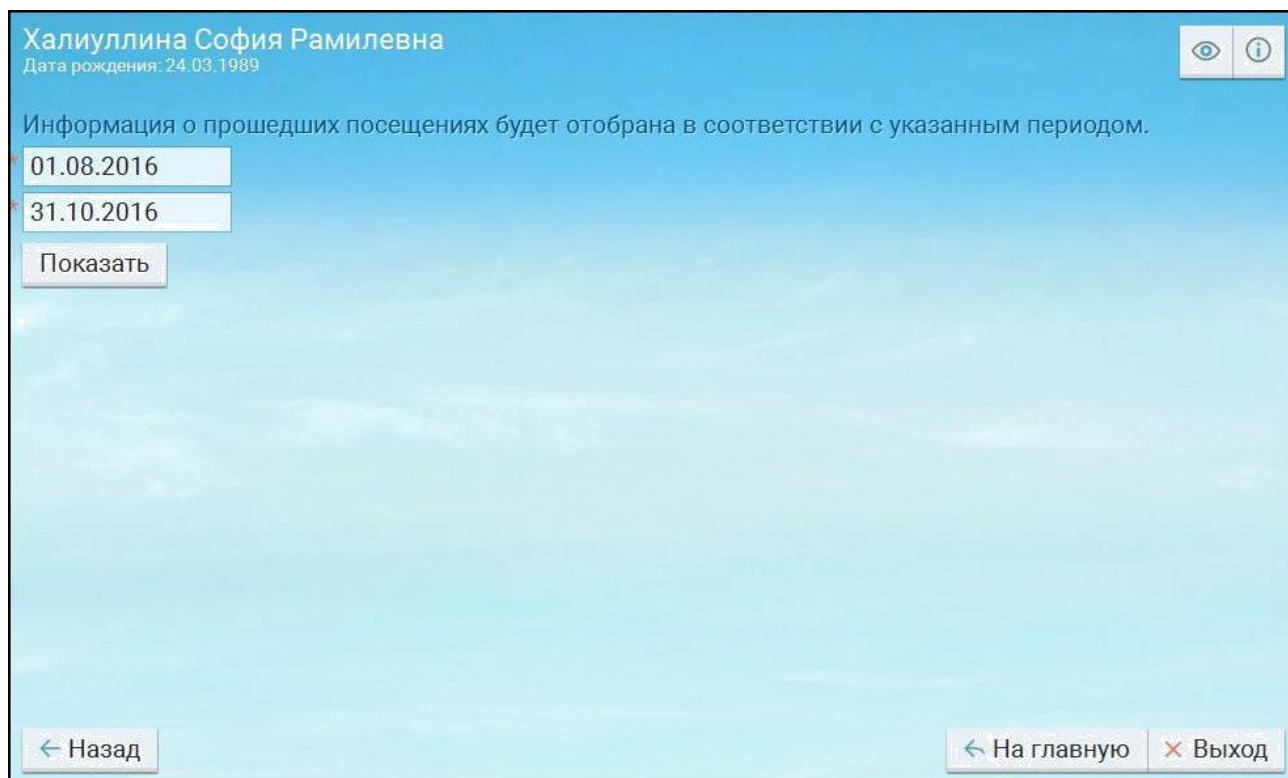 Халиуллина София Рамилевна
Дата рождения: 24.03.1989
Информация о прошедших посещениях будет отобрана в соответствии с указанным периодом.
* 01.08.2016
* 31.10.2016
Показать
Назад
На главную
Выход